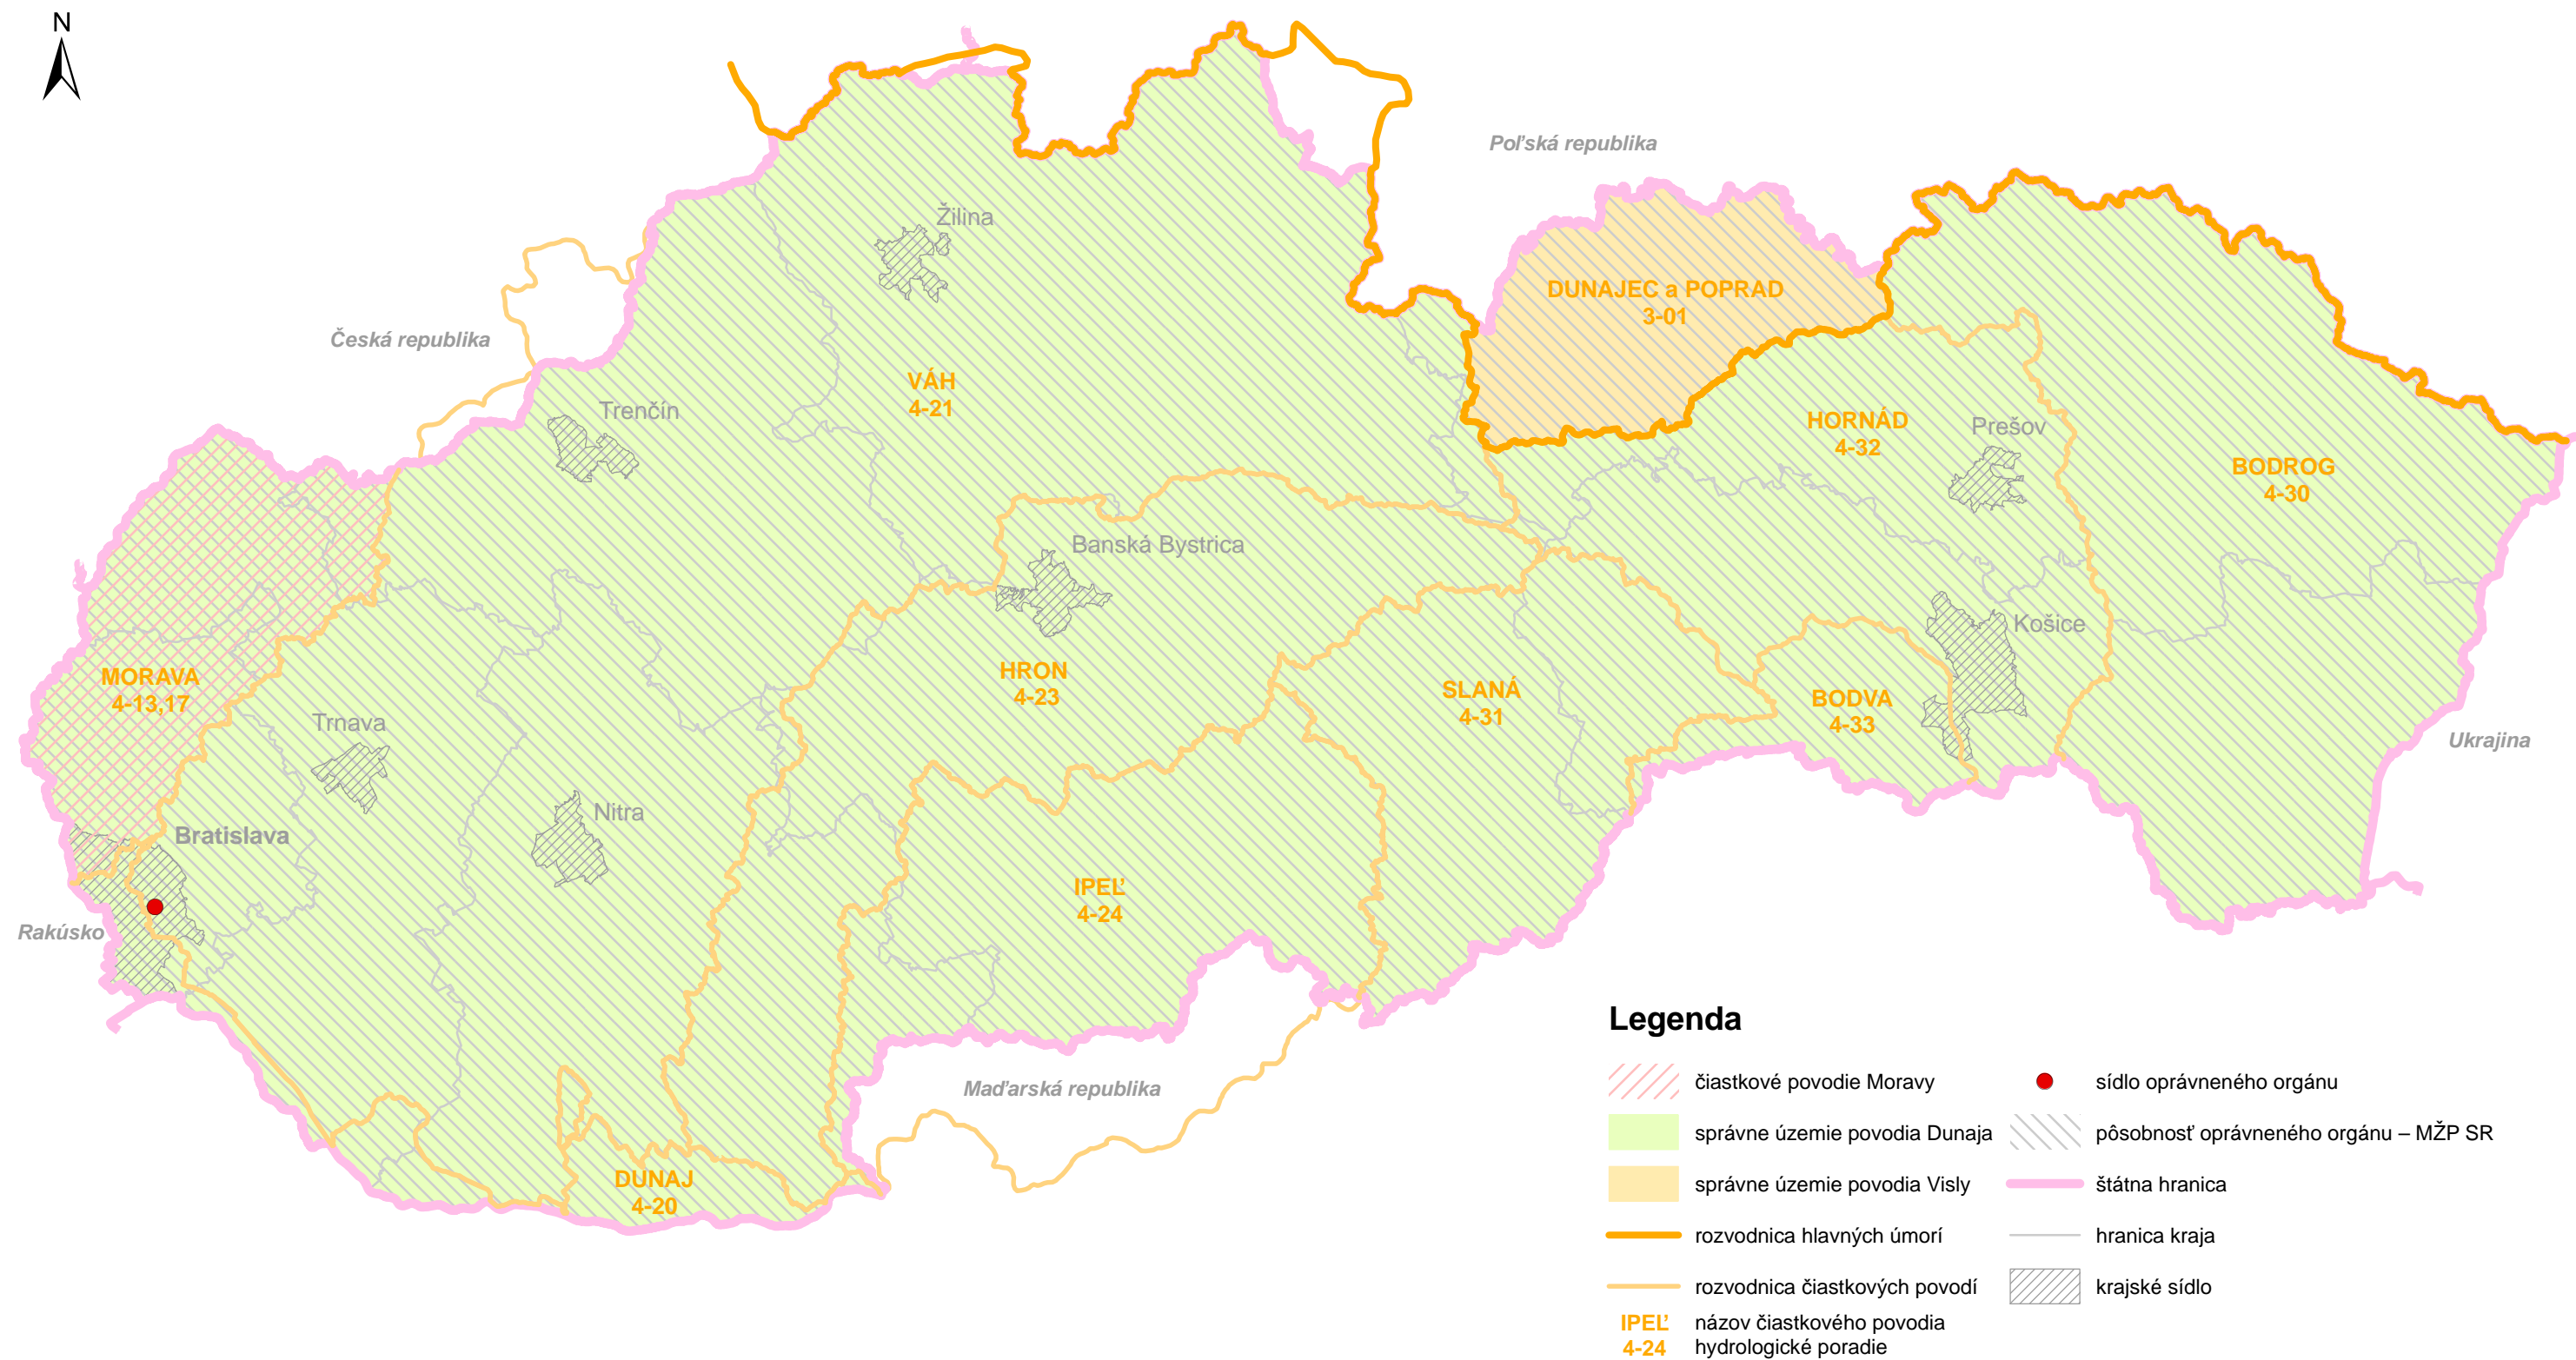 N
Poľská republika
Žilina
DUNAJEC a POPRAD
3-01
Česká republika
VÁH
4-21
Trenčín
HORNÁD
4-32
Prešov
BODROG
4-30
Banská Bystrica
Košice
MORAVA
4-13,17
HRON
4-23
SLANÁ
4-31
BODVA
4-33
Trnava
Ukrajina
Nitra
Bratislava
IPEĽ
4-24
Rakúsko
Maďarská republika
DUNAJ
4-20
Legenda
čiastkové povodie Moravy
správne územie povodia Dunaja
správne územie povodia Visly
rozvodnica hlavných úmorí
rozvodnica čiastkových povodí
IPEĽ názov čiastkového povodia
4-24 hydrologické poradie
sídlo oprávneného orgánu
pôsobnosť oprávneného orgánu – MŽP SR
štátna hranica
hranica kraja
krajské sídlo